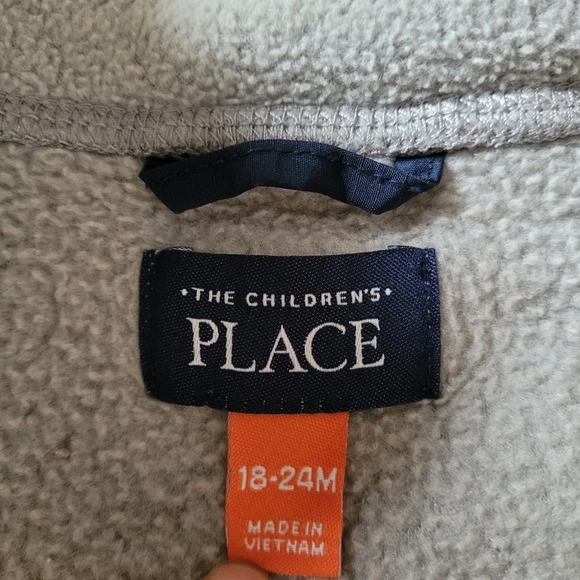 •THE CHILDREN'S•
PLACE
18-24M
MADE IN
VIETNAM